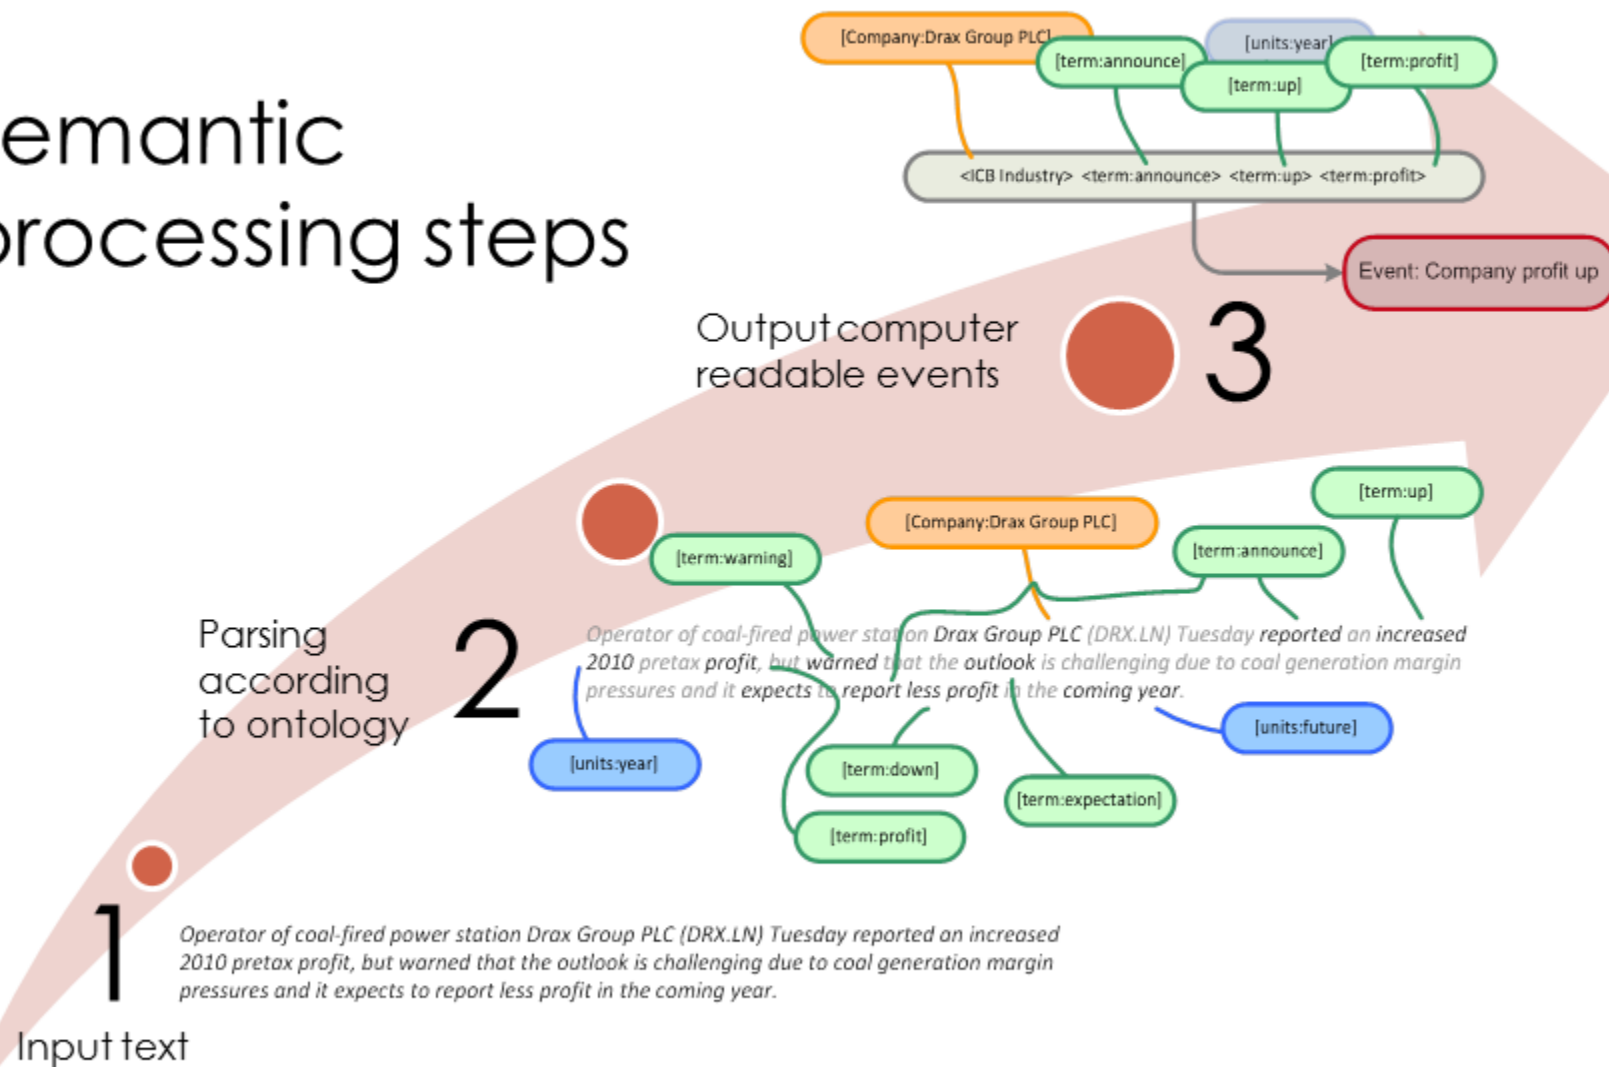 emantic
processing steps
[Company:Drax Group PLC]
[term:announce]
[units:year]
[term:up]
[term:profit]
<ICB Industry> <term:announce> <term:up> <term:profit>
Event: Company profit up
Output computer
readable events
3
[term:up]
[Company:Drax Group PLC]
[term:announce]
[term:warning]
Parsing
according
to ontology
2
Operator of coal-fired power station Drax Group PLC (DRX.LN) Tuesday reported an increased
2010 pretax profit, but warned that the outlook is challenging due to coal generation margin
pressures and it expects to report less profit in the coming year.
[units:future]
[units:year]
[term:down]
[term:expectation]
[term:profit]
1
Operator of coal-fired power station Drax Group PLC (DRX.LN) Tuesday reported an increased
2010 pretax profit, but warned that the outlook is challenging due to coal generation margin
pressures and it expects to report less profit in the coming year.
Input text